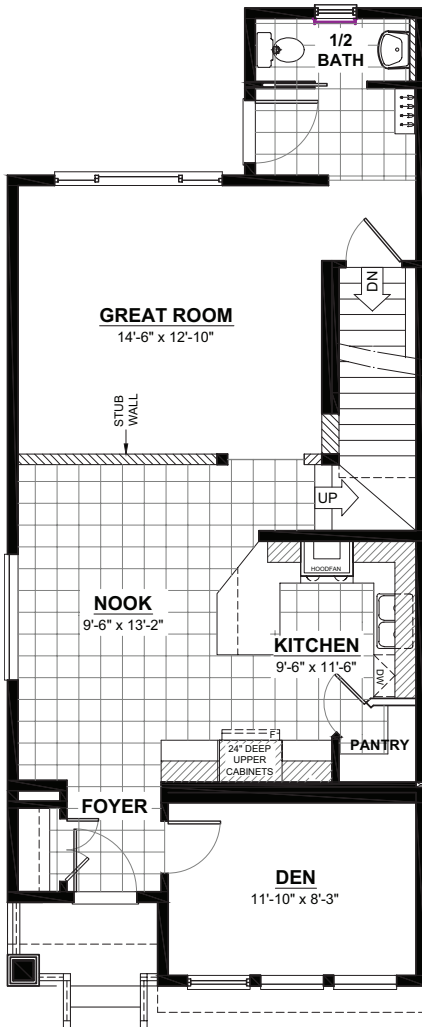 1/2
BATH
DN
GREAT ROOM
14'-6" x 12'-10"
STUB
WALL
UP
HOODFAN
NOOK
9'-6" x 13'-2"
KITCHEN
9'-6" x 11'-6"
DW
F
24" DEEP
UPPER
CABINETS
PANTRY
FOYER
DEN
11'-10" x 8'-3"